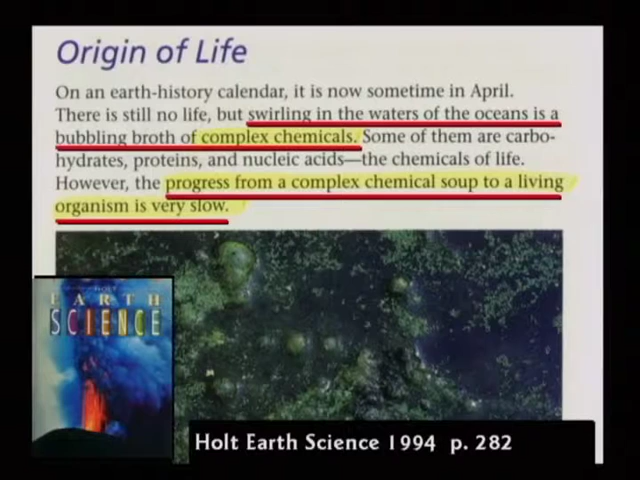 Origin of Life
On an earth-history calendar, it is now sometime in April.
There is still no life, but swirling in the waters of the oceans is a
bubbling broth of complex chemicals. Some of them are carbo-
hydrates, proteins, and nucleic acids—the chemicals of life.
However, the progress from a complex chemical soup to a living
organism is very slow.
HOLT
EARTH
SCIENCE
Holt Earth Science 1994 p. 282